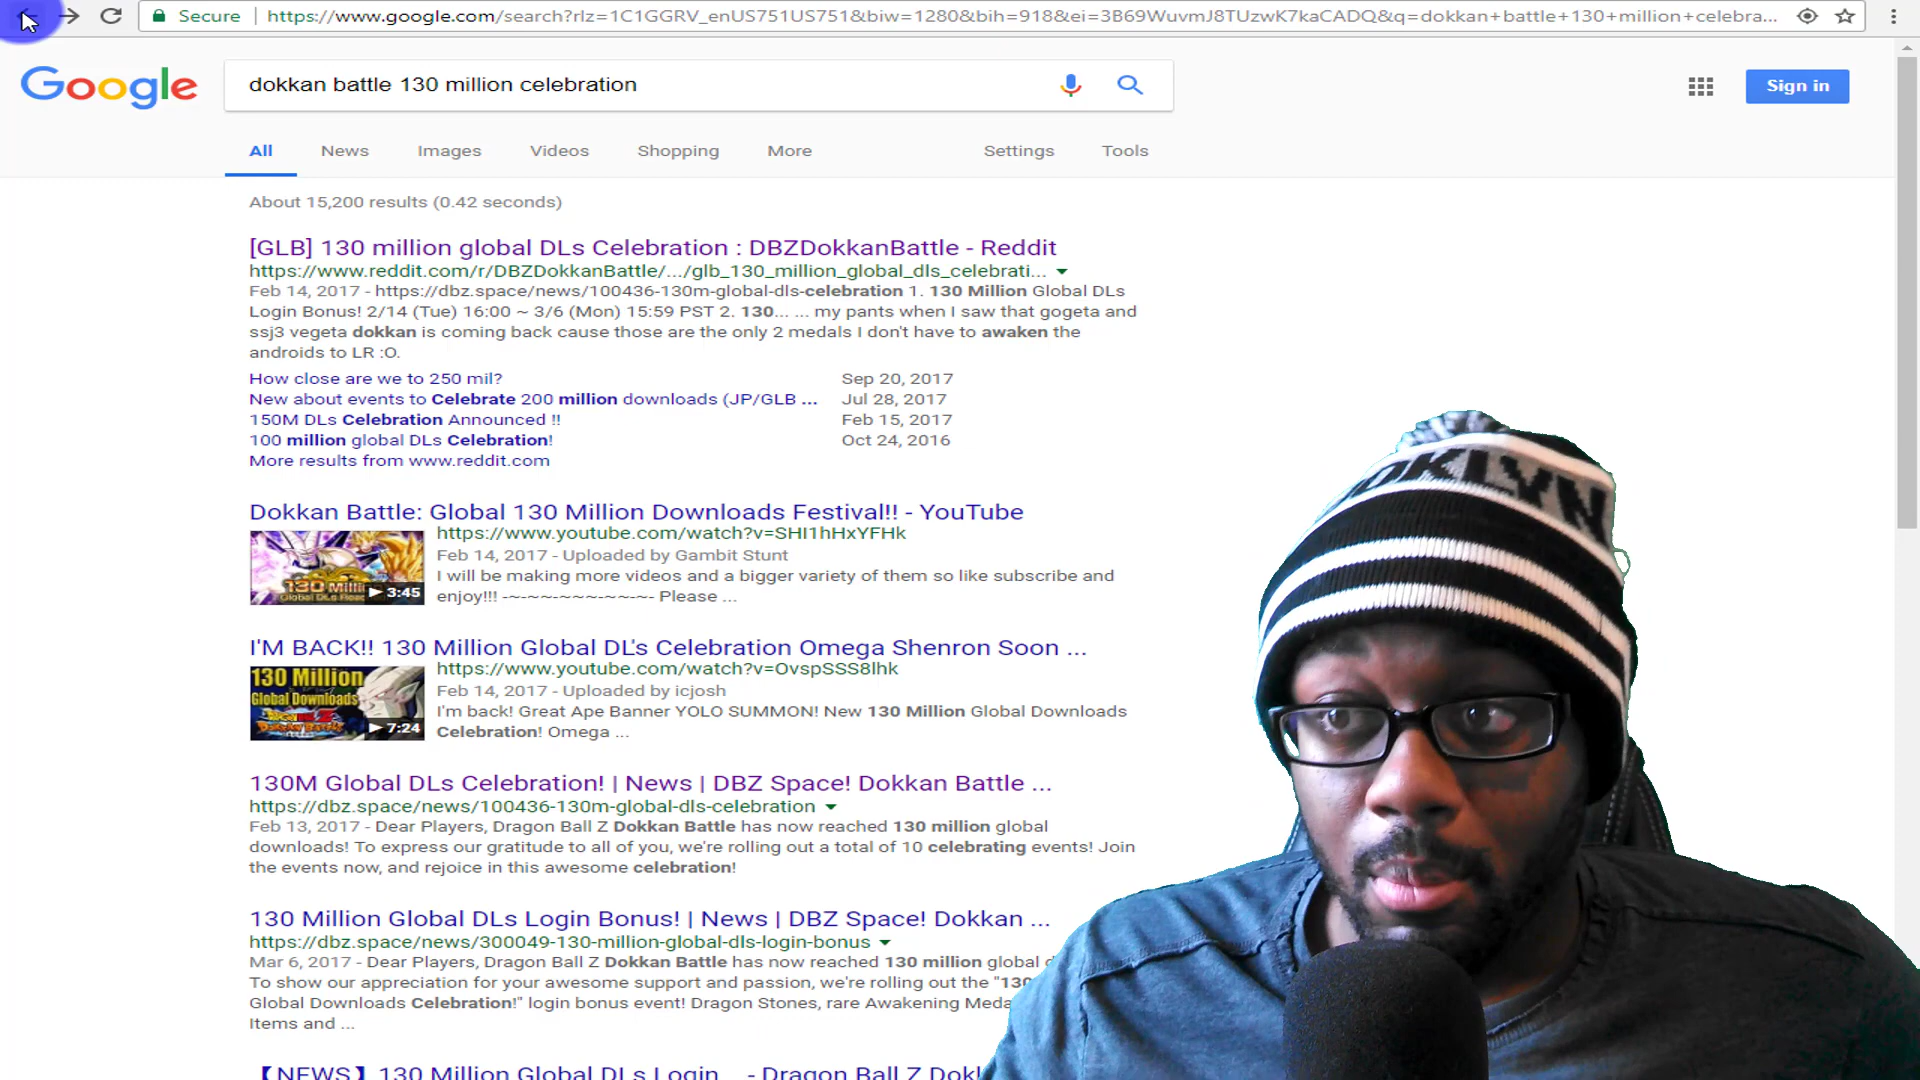 Secure https://www.google.com/search?rlz=1C1GGRV_enUS751US751&biw=1280&bih=918&ei=3B69WuvmJ8TUzwK7kaCADQ&q=dokkan+battle+130+million+celebra...
Google dokkan battle 130 million celebration Sign in
All News Images Videos Shopping More Settings Tools
About 15,200 results (0.42 seconds)
[GLB] 130 million global DLs Celebration : DBZDokkanBattle - Reddit
https://www.reddit.com/r/DBZDokkanBattle/.../glb_130_million_global_dls_celebrati...
Feb 14, 2017 - https://dbz.space/news/100436-130m-global-dls-celebration 1. 130 Million Global DLs
Login Bonus! 2/14 (Tue) 16:00 ~ 3/6 (Mon) 15:59 PST 2. 130... ... my pants when I saw that gogeta and
ssj3 vegeta dokkan is coming back cause those are the only 2 medals I don't have to awaken the
androids to LR :O.
How close are we to 250 mil? Sep 20, 2017
New about events to Celebrate 200 million downloads (JP/GLB ... Jul 28, 2017
150M DLs Celebration Announced !! Feb 15, 2017
100 million global DLs Celebration! Oct 24, 2016
More results from www.reddit.com
Dokkan Battle: Global 130 Million Downloads Festival!! - YouTube
https://www.youtube.com/watch?v=SHI1hHxYFHk
Feb 14, 2017 - Uploaded by Gambit Stunt
I will be making more videos and a bigger variety of them so like subscribe and
enjoy!!! -~-~~-~~~-~~-~- Please ...
3:45
I'M BACK!! 130 Million Global DL's Celebration Omega Shenron Soon ...
https://www.youtube.com/watch?v=OvspSSS8lhk
Feb 14, 2017 - Uploaded by icjosh
I'm back! Great Ape Banner YOLO SUMMON! New 130 Million Global Downloads
Celebration! Omega ...
130 Million
Global Downloads
7:24
130M Global DLs Celebration! | News | DBZ Space! Dokkan Battle ...
https://dbz.space/news/100436-130m-global-dls-celebration
Feb 13, 2017 - Dear Players, Dragon Ball Z Dokkan Battle has now reached 130 million global
downloads! To express our gratitude to all of you, we're rolling out a total of 10 celebrating events! Join
the events now, and rejoice in this awesome celebration!
130 Million Global DLs Login Bonus! | News | DBZ Space! Dokkan ...
https://dbz.space/news/300049-130-million-global-dls-login-bonus
Mar 6, 2017 - Dear Players, Dragon Ball Z Dokkan Battle has now reached 130 million global
To show our appreciation for your awesome support and passion, we're rolling out the "130
Global Downloads Celebration!" login bonus event! Dragon Stones, rare Awakening
Items and ...
【NEWS】130 Million Global DLs Login ... - Dragon Ball Z